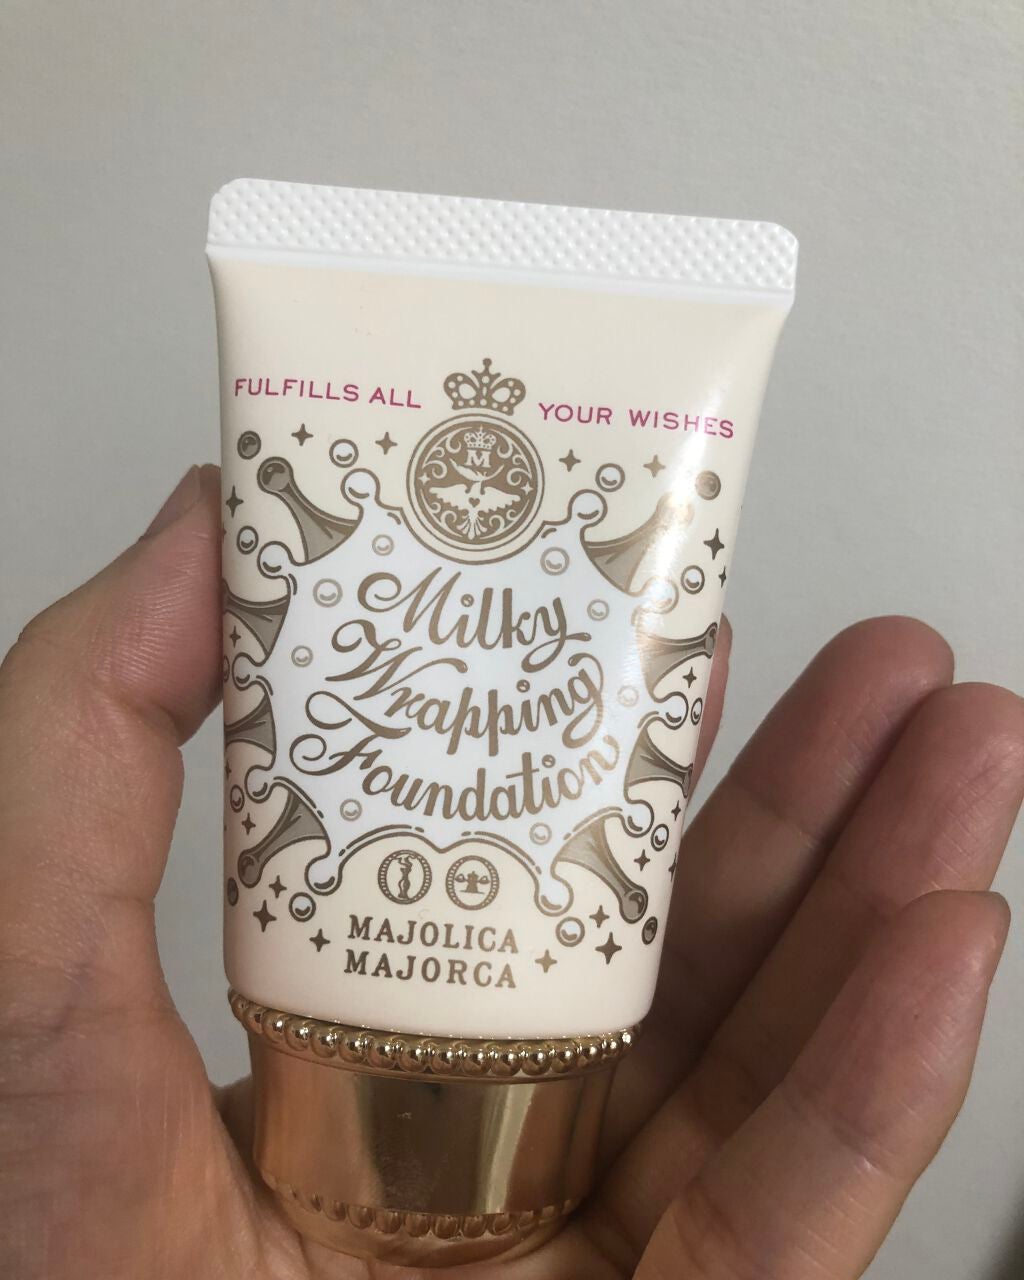 FULFILLS ALL YOUR WISHES
M
Milky
Wrapping
Foundation
MAJOLICA
MAJORCA